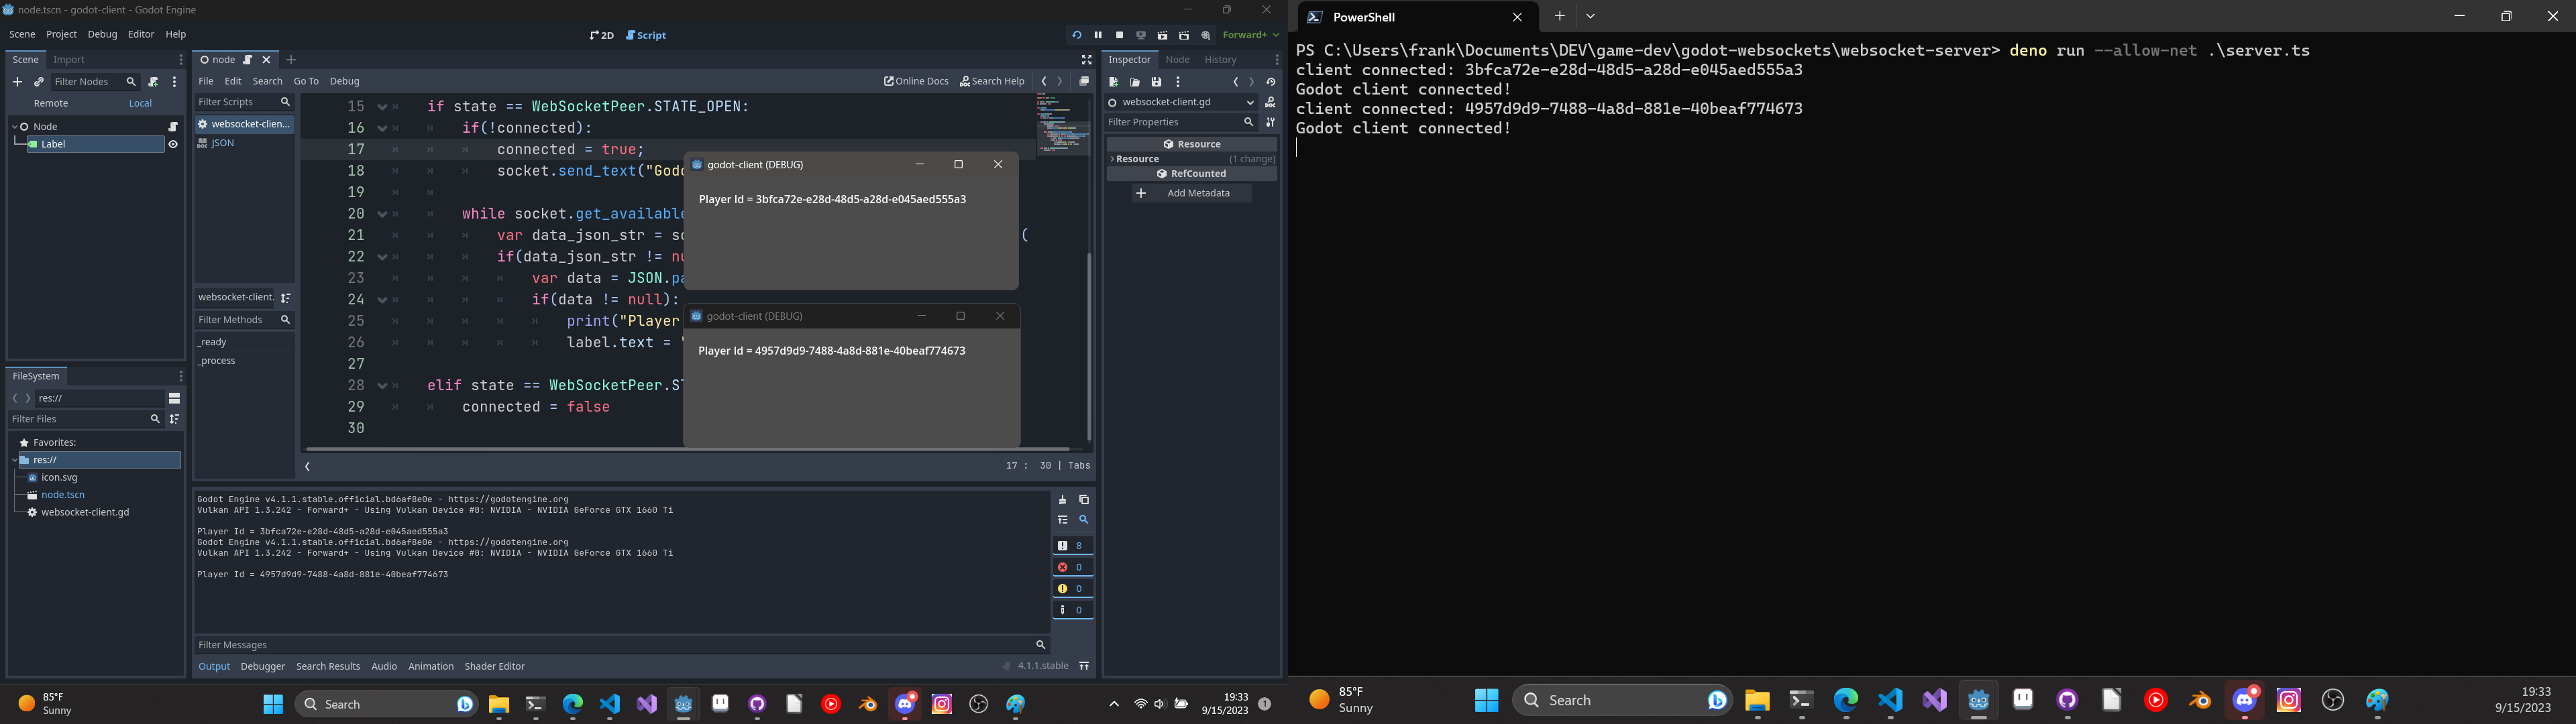 node.tscn - godot-client - Godot Engine
Scene Project Debug Editor Help
2D Script
Forward+
Scene Import
Filter Nodes
Remote Local
Node
Label
FileSystem
res://
Filter Files
Favorites:
res://
icon.svg
node.tscn
websocket-client.gd
node
File Edit Search Go To Debug
Online Docs Search Help
Filter Scripts
websocket-clien...
JSON
websocket-client.
Filter Methods
_ready
_process
15 if state == WebSocketPeer.STATE_OPEN:
16 if(!connected):
17 connected = true;
18 socket.send_text("God
19
20 while socket.get_available
21 var data_json_str = s (
22 if(data_json_str != n
23 var data = JSON.pa
24 if(data != null):
25 print("Player
26 label.text = "
27
28 elif state == WebSocketPeer.ST
29 connected = false
30
17 : 30 | Tabs
godot-client (DEBUG)
Player Id = 3bfca72e-e28d-48d5-a28d-e045aed555a3
godot-client (DEBUG)
Player Id = 4957d9d9-7488-4a8d-881e-40beaf774673
Godot Engine v4.1.1.stable.official.bd6af8e0e - https://godotengine.org
Vulkan API 1.3.242 - Forward+ - Using Vulkan Device #0: NVIDIA - NVIDIA GeForce GTX 1660 Ti
Player Id = 3bfca72e-e28d-48d5-a28d-e045aed555a3
Godot Engine v4.1.1.stable.official.bd6af8e0e - https://godotengine.org
Vulkan API 1.3.242 - Forward+ - Using Vulkan Device #0: NVIDIA - NVIDIA GeForce GTX 1660 Ti
Player Id = 4957d9d9-7488-4a8d-881e-40beaf774673
8
0
0
0
Filter Messages
Output Debugger Search Results Audio Animation Shader Editor
4.1.1.stable
Inspector Node History
websocket-client.gd
DOC
Filter Properties
Resource
Resource (1 change)
RefCounted
Add Metadata
85°F
Sunny
Search
19:33
9/15/2023
1
PowerShell
PS C:\Users\frank\Documents\DEV\game-dev\godot-websockets\websocket-server> deno run --allow-net .\server.ts
client connected: 3bfca72e-e28d-48d5-a28d-e045aed555a3
Godot client connected!
client connected: 4957d9d9-7488-4a8d-881e-40beaf774673
Godot client connected!
85°F
Sunny
Search
19:33
9/15/2023